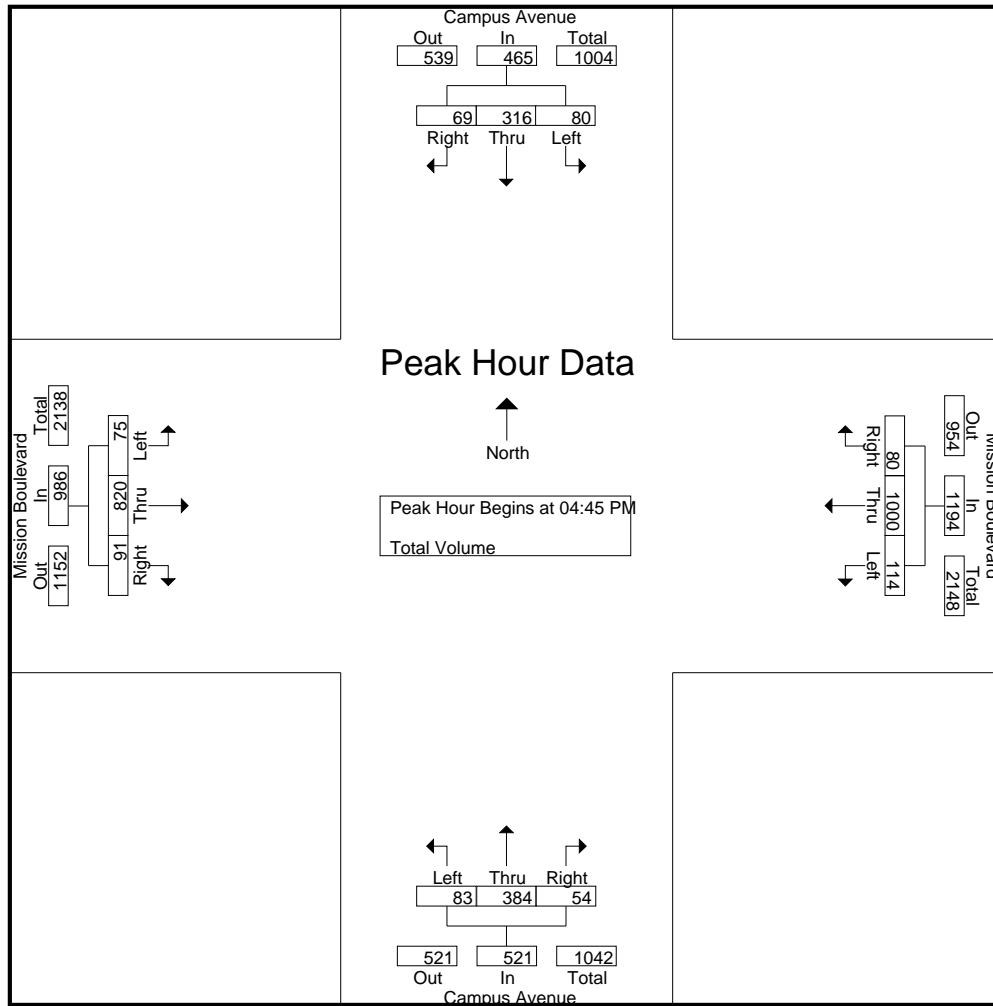 Campus Avenue
Out In Total
539 465 1004
69 316 80
Right Thru Left
Peak Hour Data
North
Peak Hour Begins at 04:45 PM
Total Volume
Mission Boulevard
Out In Total
1152 986 2138
75 820 91
Left Thru Right
Mission Boulevard
Out In Total
954 1194 2148
80 1000 114
Right Thru Left
Left Thru Right
83 384 54
521 521 1042
Out In Total
Campus Avenue